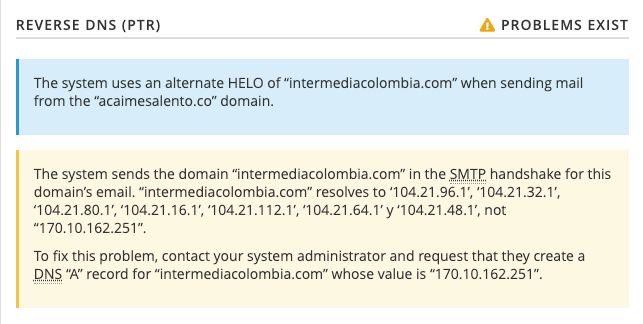 REVERSE DNS (PTR)
PROBLEMS EXIST
The system uses an alternate HELO of “intermediacolombia.com” when sending mail
from the “acaimesalento.co” domain.
The system sends the domain “intermediacolombia.com” in the SMTP handshake for this
domain’s email. “intermediacolombia.com” resolves to ‘104.21.96.1’, ‘104.21.32.1’,
‘104.21.80.1’, ‘104.21.16.1’, ‘104.21.112.1’, ‘104.21.64.1’ y ‘104.21.48.1’, not
“170.10.162.251”.
To fix this problem, contact your system administrator and request that they create a
DNS “A” record for “intermediacolombia.com” whose value is “170.10.162.251”.